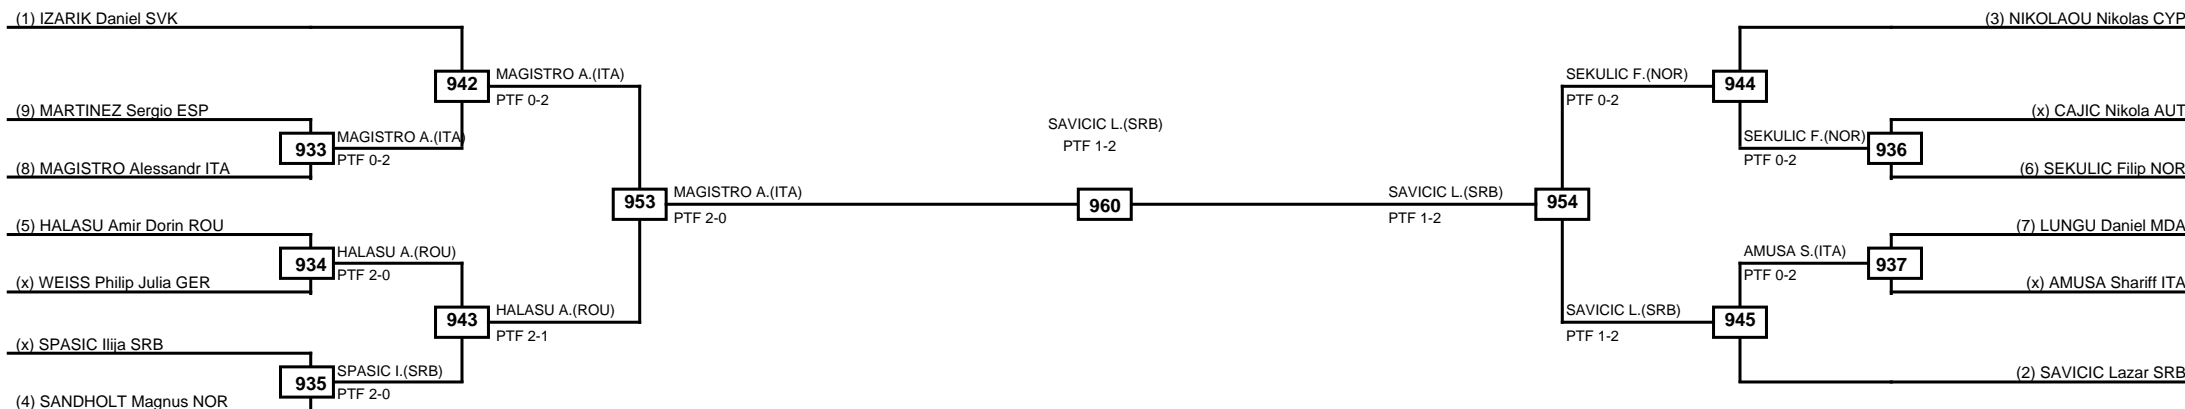 (1) IZARIK Daniel SVK
(3) NIKOLAOU Nikolas CYP
942
MAGISTRO A.(ITA)
PTF 0-2
SEKULIC F.(NOR)
PTF 0-2
944
(9) MARTINEZ Sergio ESP
933
MAGISTRO A.(ITA)
PTF 0-2
(8) MAGISTRO Alessandr ITA
SAVICIC L.(SRB)
PTF 1-2
(x) CAJIC Nikola AUT
SEKULIC F.(NOR)
PTF 0-2
936
(6) SEKULIC Filip NOR
953
MAGISTRO A.(ITA)
PTF 2-0
960
SAVICIC L.(SRB)
PTF 1-2
954
(5) HALASU Amir Dorin ROU
934
HALASU A.(ROU)
PTF 2-0
(x) WEISS Philip Julia GER
(7) LUNGU Daniel MDA
AMUSA S.(ITA)
PTF 0-2
937
(x) AMUSA Shariff ITA
943
HALASU A.(ROU)
PTF 2-1
SAVICIC L.(SRB)
PTF 1-2
945
(x) SPASIC Ilija SRB
935
SPASIC I.(SRB)
PTF 2-0
(4) SANDHOLT Magnus NOR
(2) SAVICIC Lazar SRB